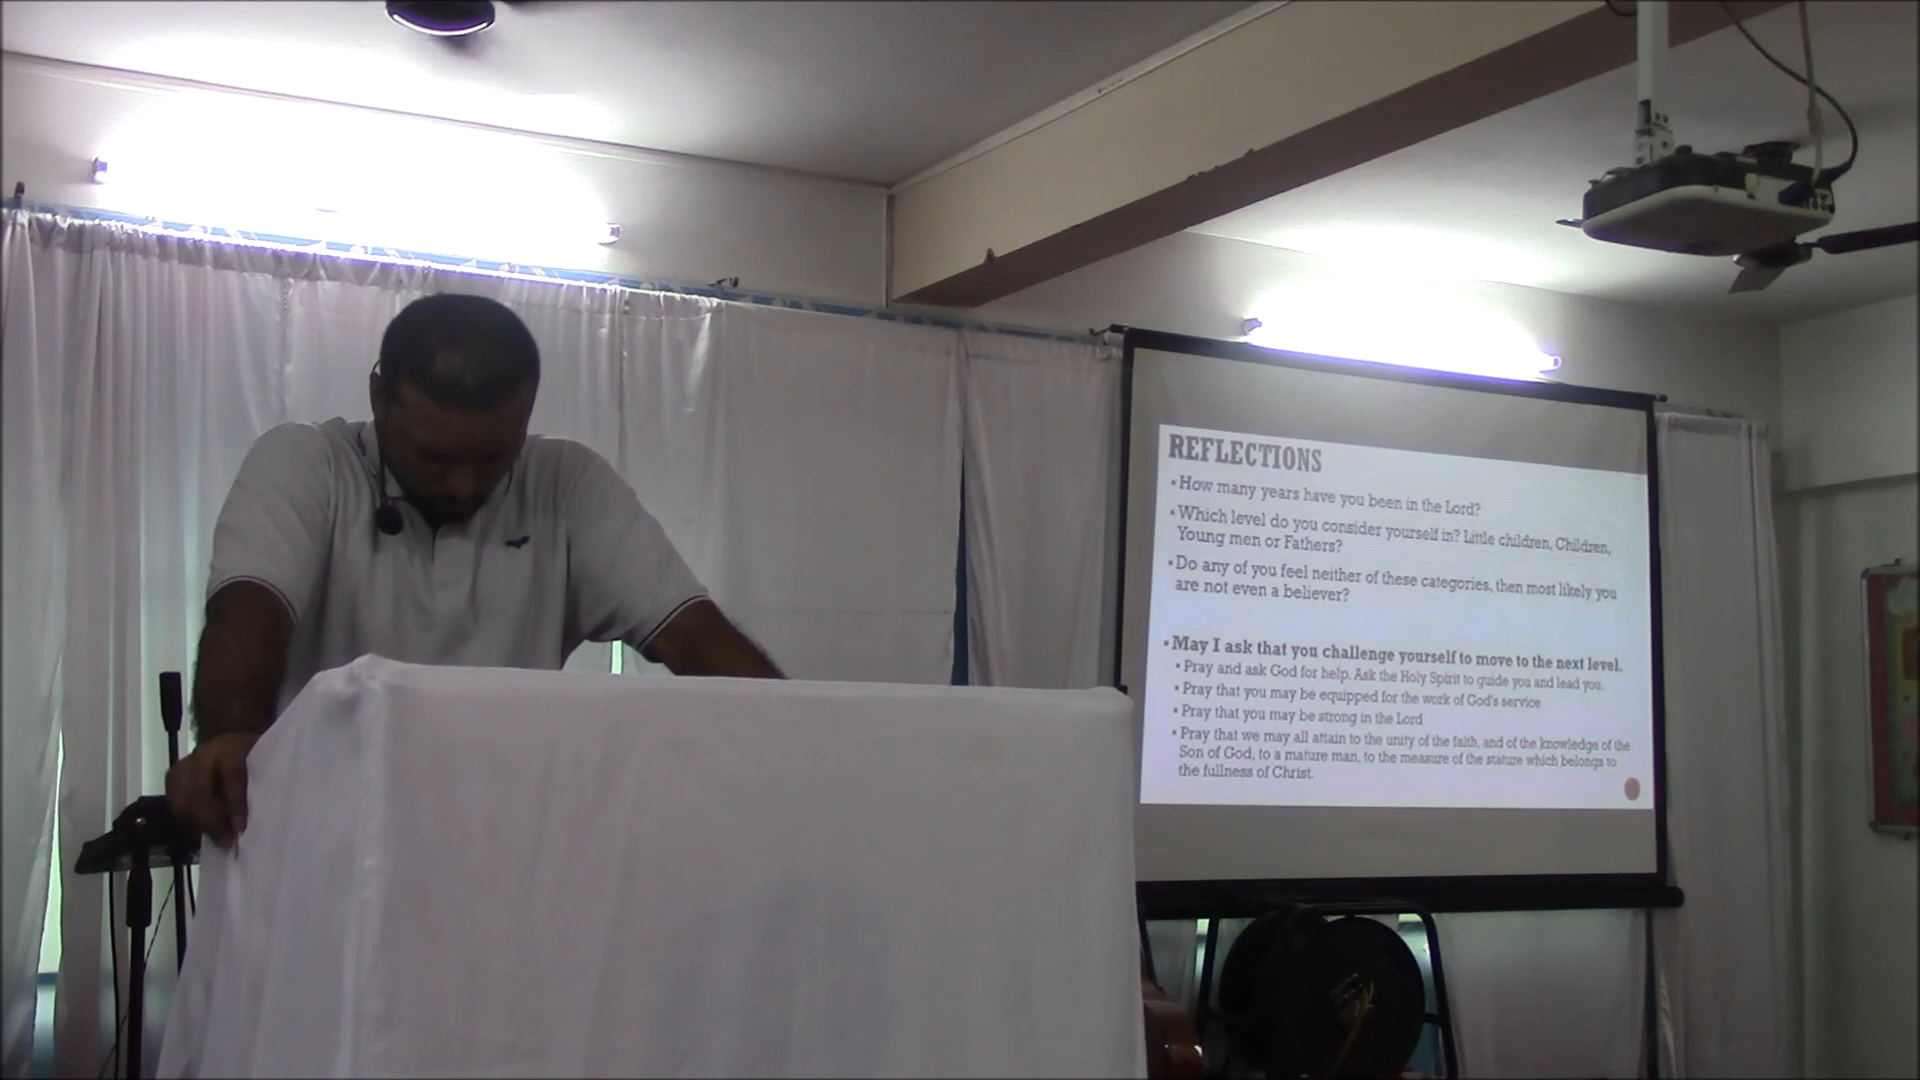 REFLECTIONS
▪ How many years have you been in the Lord?
▪ Which level do you consider yourself in? Little children, Children,
Young men or Fathers?
▪ Do any of you feel neither of these categories, then most likely you
are not even a believer?
▪ May I ask that you challenge yourself to move to the next level.
▪ Pray and ask God for help. Ask the Holy Spirit to guide you and lead you.
▪ Pray that you may be equipped for the work of God's service
▪ Pray that you may be strong in the Lord
▪ Pray that we may all attain to the unity of the faith, and of the knowledge of the
Son of God, to a mature man, to the measure of the stature which belongs to
the fullness of Christ.